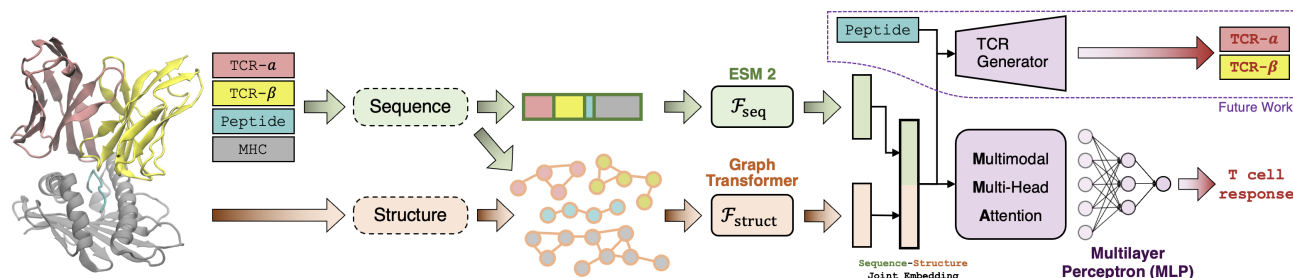 TCR-α
TCR-β
Peptide
MHC
Sequence
Structure
ESM 2
ℱseq
Graph
Transformer
ℱstruct
Sequence-Structure
Joint Embedding
Peptide
TCR
Generator
TCR-α
TCR-β
Future Work
Multimodal
Multi-Head
Attention
Multilayer
Perceptron (MLP)
T cell
response